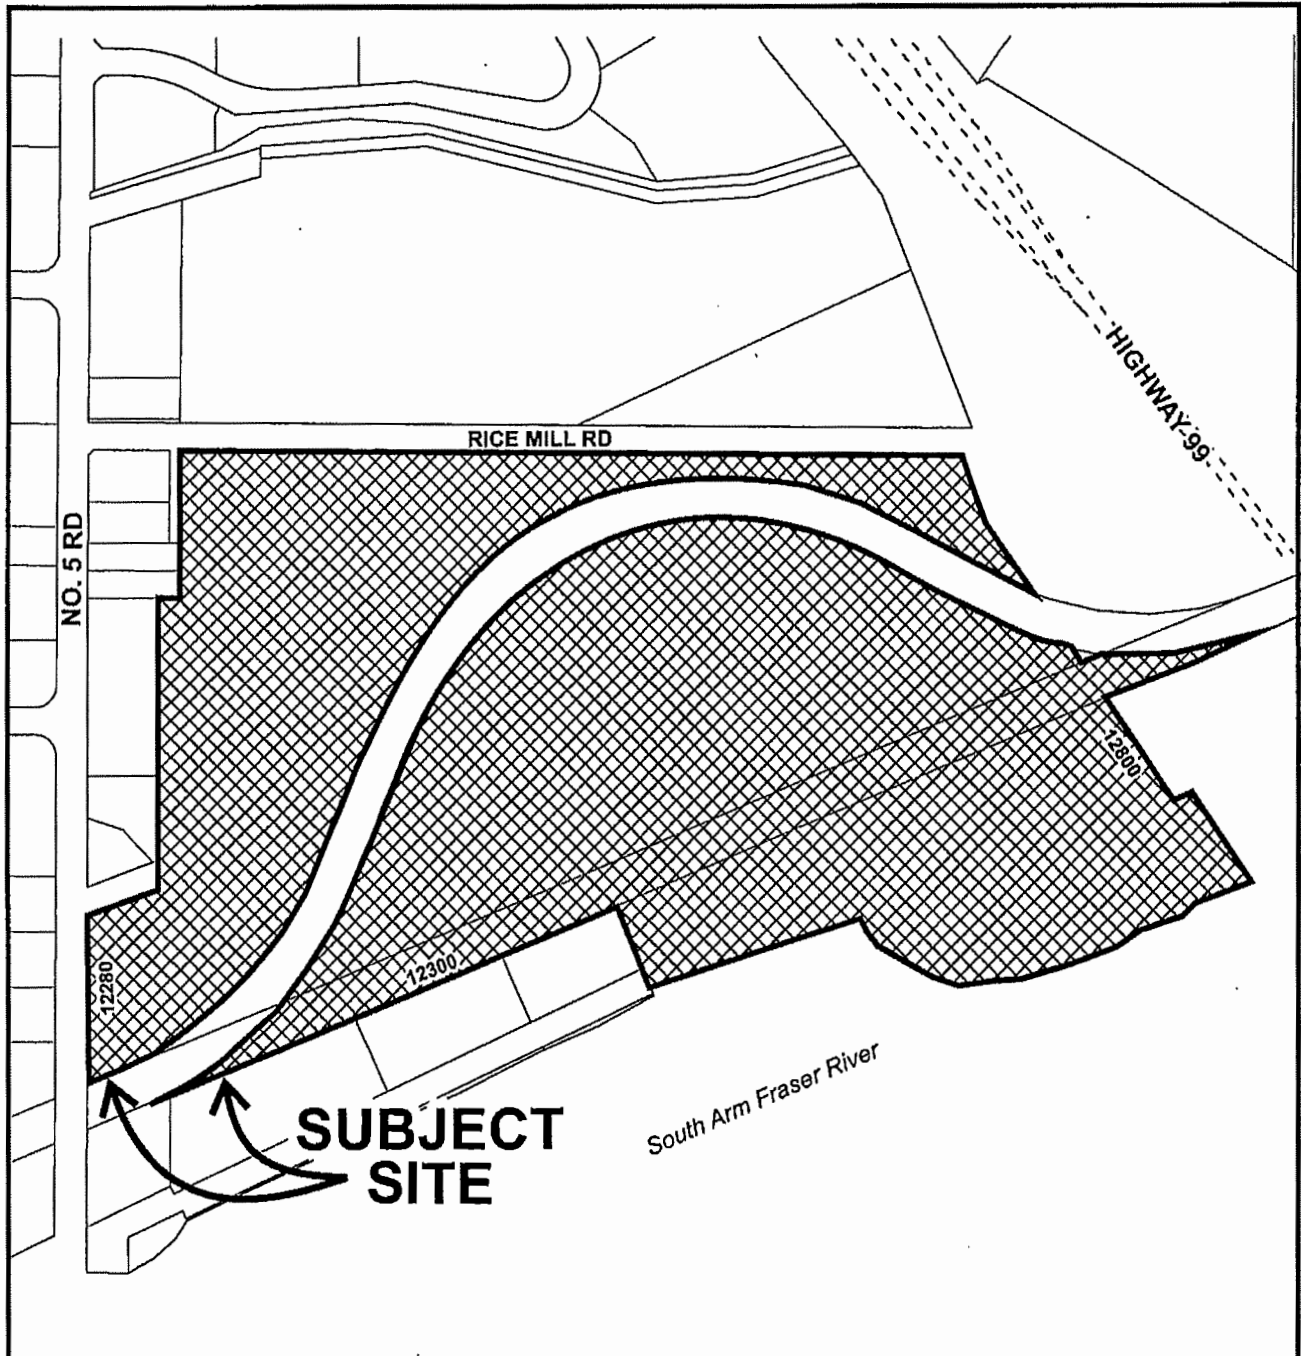 HIGHWAY 99
RICE MILL RD
NO. 5 RD
12800
12300
12280
South Arm Fraser River
SUBJECT
SITE